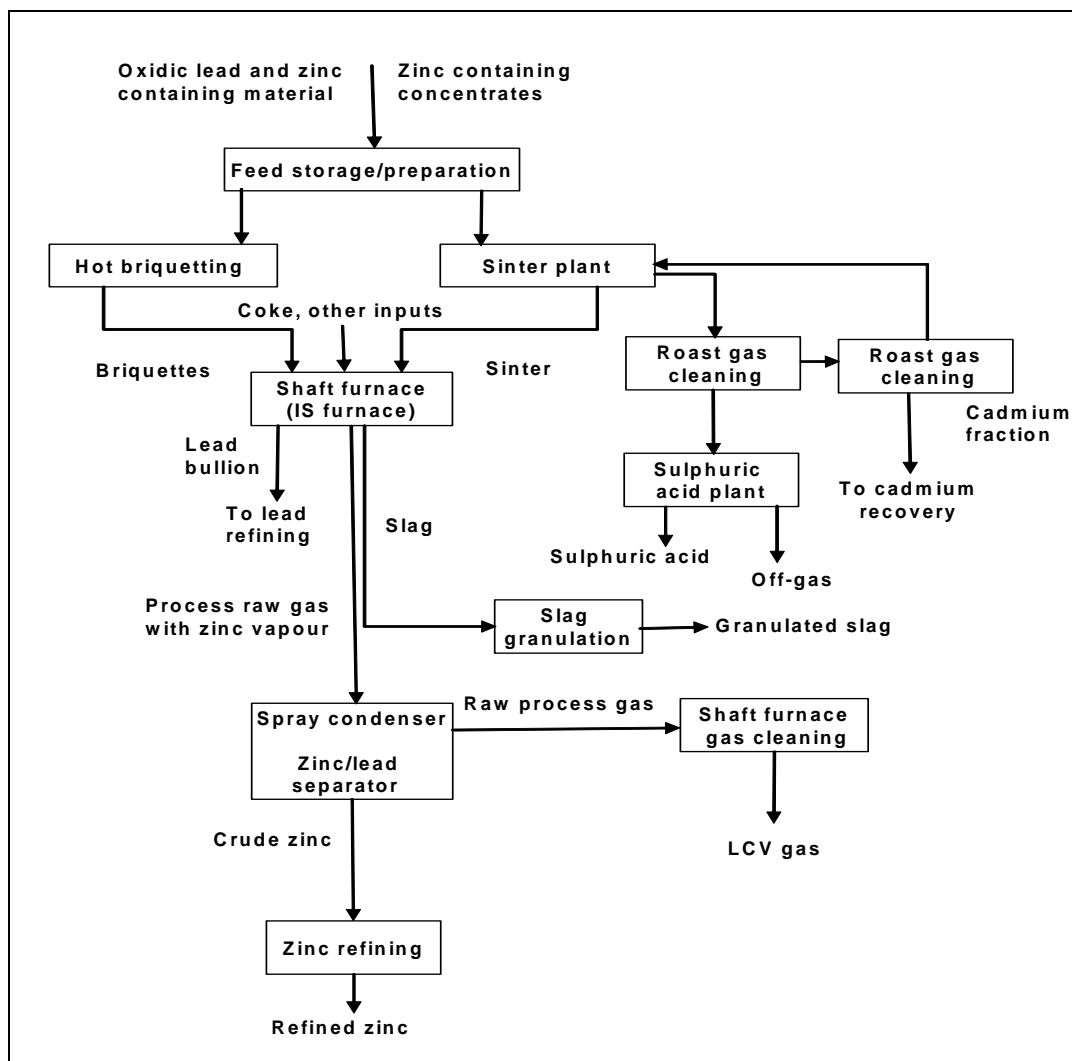 Oxidic lead and zinc
containing material
Zinc containing
concentrates
Feed storage/preparation
Hot briquetting
Sinter plant
Coke, other inputs
Briquettes
Sinter
Roast gas
cleaning
Roast gas
cleaning
Shaft furnace
(IS furnace)
Cadmium
fraction
Lead
bullion
Sulphuric
acid plant
To cadmium
recovery
To lead
refining
Slag
Sulphuric acid
Off-gas
Process raw gas
with zinc vapour
Slag
granulation
Granulated slag
Raw process gas
Spray condenser
Zinc/lead
separator
Shaft furnace
gas cleaning
Crude zinc
LCV gas
Zinc refining
Refined zinc